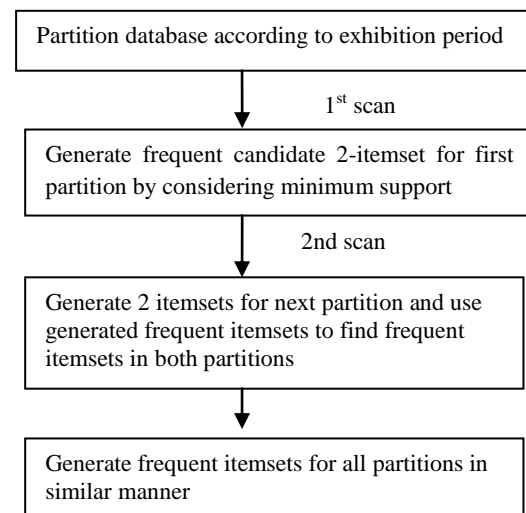 Partition database according to exhibition period
1st scan
Generate frequent candidate 2-itemset for first
partition by considering minimum support
2nd scan
Generate 2 itemsets for next partition and use
generated frequent itemsets to find frequent
itemsets in both partitions
Generate frequent itemsets for all partitions in
similar manner